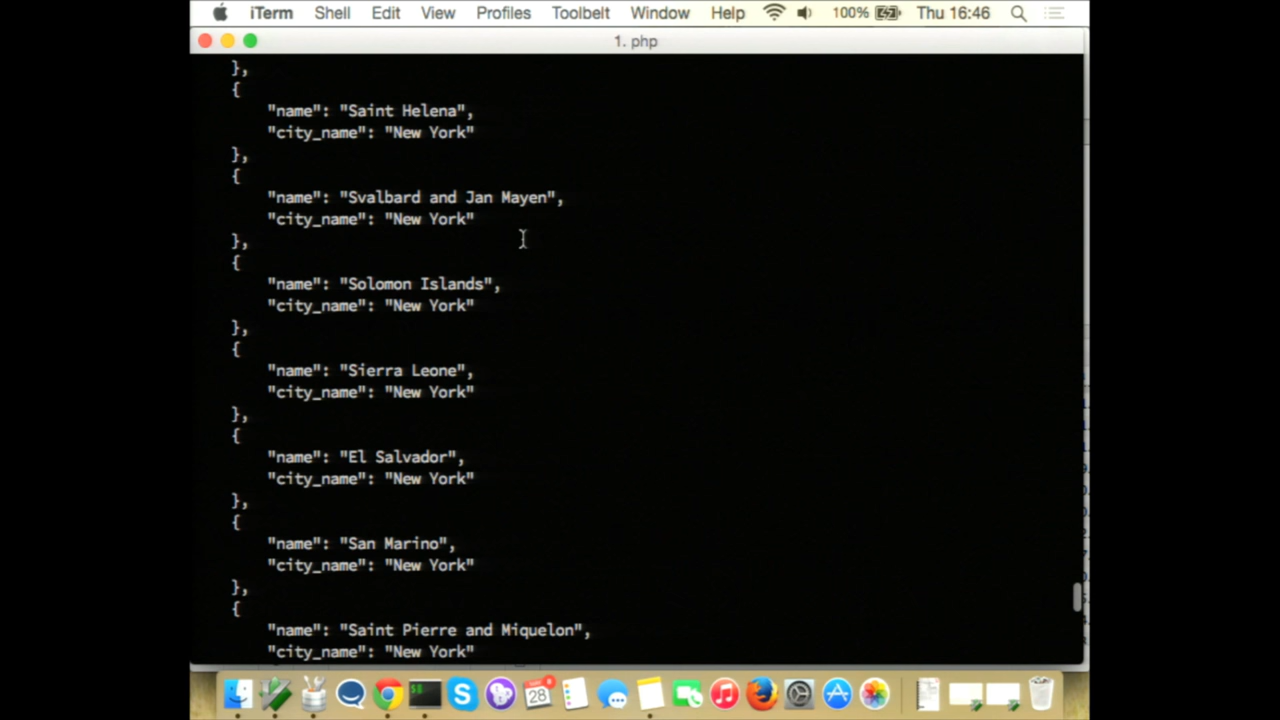 iTerm Shell Edit View Profiles Toolbelt Window Help 100% Thu 16:46
1. php
},
{
"name": "Saint Helena",
"city_name": "New York"
},
{
"name": "Svalbard and Jan Mayen",
"city_name": "New York"
},
{
"name": "Solomon Islands",
"city_name": "New York"
},
{
"name": "Sierra Leone",
"city_name": "New York"
},
{
"name": "El Salvador",
"city_name": "New York"
},
{
"name": "San Marino",
"city_name": "New York"
},
{
"name": "Saint Pierre and Miquelon",
"city_name": "New York"
28